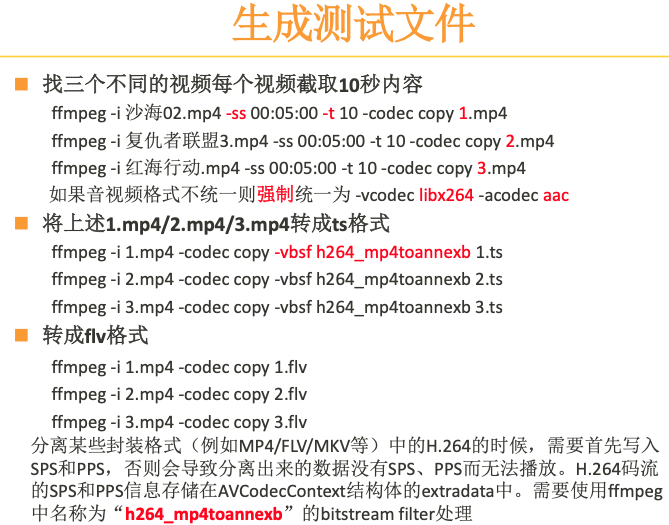 生成测试文件
找三个不同的视频每个视频截取10秒内容
ffmpeg -i 沙海02.mp4 -ss 00:05:00 -t 10 -codec copy 1.mp4
ffmpeg -i 复仇者联盟3.mp4 -ss 00:05:00 -t 10 -codec copy 2.mp4
ffmpeg -i 红海行动.mp4 -ss 00:05:00 -t 10 -codec copy 3.mp4
如果音视频格式不统一则强制统一为 -vcodec libx264 -acodec aac
将上述1.mp4/2.mp4/3.mp4转成ts格式
ffmpeg -i 1.mp4 -codec copy -vbsf h264_mp4toannexb 1.ts
ffmpeg -i 2.mp4 -codec copy -vbsf h264_mp4toannexb 2.ts
ffmpeg -i 3.mp4 -codec copy -vbsf h264_mp4toannexb 3.ts
转成flv格式
ffmpeg -i 1.mp4 -codec copy 1.flv
ffmpeg -i 2.mp4 -codec copy 2.flv
ffmpeg -i 3.mp4 -codec copy 3.flv
分离某些封装格式（例如MP4/FLV/MKV等）中的H.264的时候，需要首先写入
SPS和PPS，否则会导致分离出来的数据没有SPS、PPS而无法播放。H.264码流
的SPS和PPS信息存储在AVCodecContext结构体的extradata中。需要使用ffmpeg
中名称为“h264_mp4toannexb”的bitstream filter处理